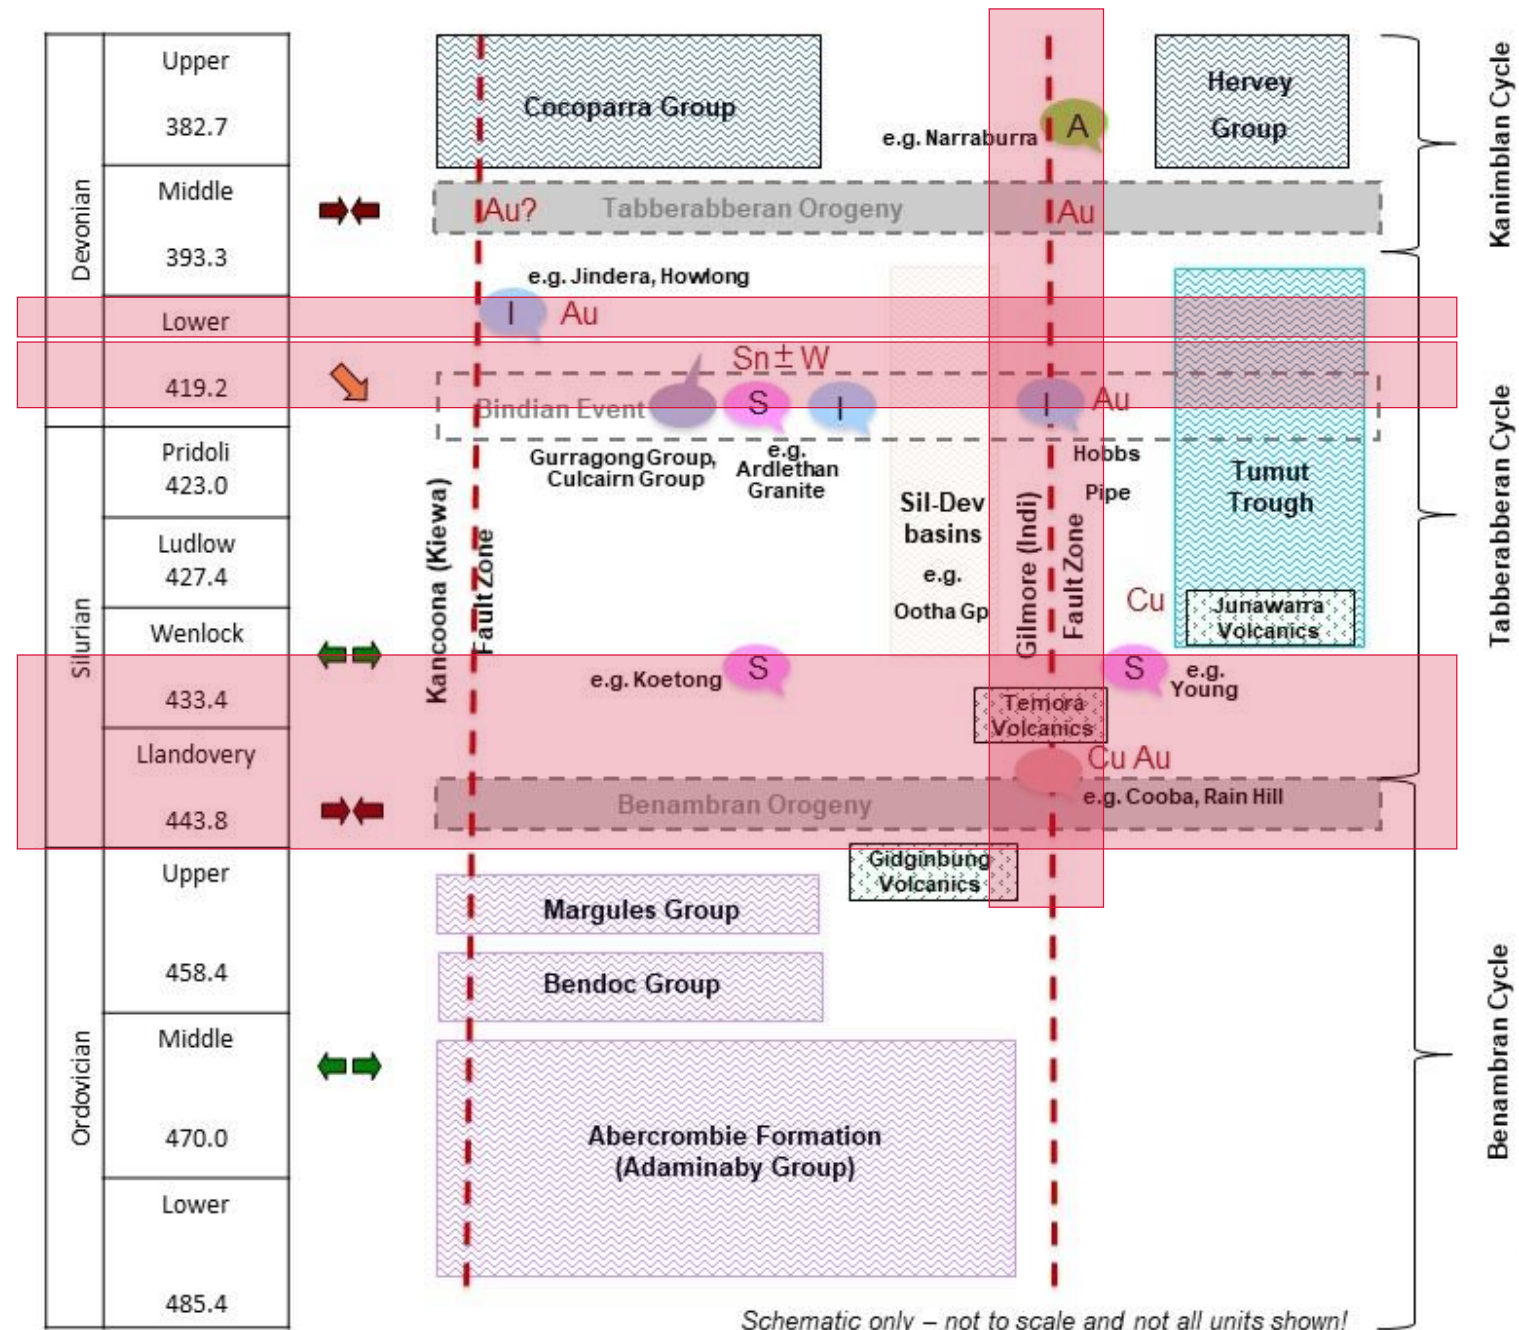 Devonian
Upper
382.7
Middle
393.3
Lower
419.2
Silurian
Pridoli
423.0
Ludlow
427.4
Wenlock
433.4
Llandovery
443.8
Ordovician
Upper
458.4
Middle
470.0
Lower
485.4
Cocoparra Group
e.g. Narraburra
A
Hervey
Group
Au?
Tabberabberan Orogeny
Au
e.g. Jindera, Howlong
I
Au
Sn ± W
Bindian Event
S
I
I
Au
Gurragong Group,
Culcairn Group
e.g.
Ardlethan
Granite
Hobbs
Pipe
Kancoona (Kiewa)
Fault Zone
Sil-Dev
basins
e.g.
Ootha Gp
Gilmore (Indi)
Fault Zone
Tumut
Trough
Cu
Junawarra
Volcanics
e.g. Koetong
S
S
e.g.
Young
Temora
Volcanics
Cu Au
Benambran Orogeny
e.g. Cooba, Rain Hill
Gidginbung
Volcanics
Margules Group
Bendoc Group
Abercrombie Formation
(Adaminaby Group)
Kanimblan Cycle
Tabberabberan Cycle
Benambran Cycle
Schematic only – not to scale and not all units shown!